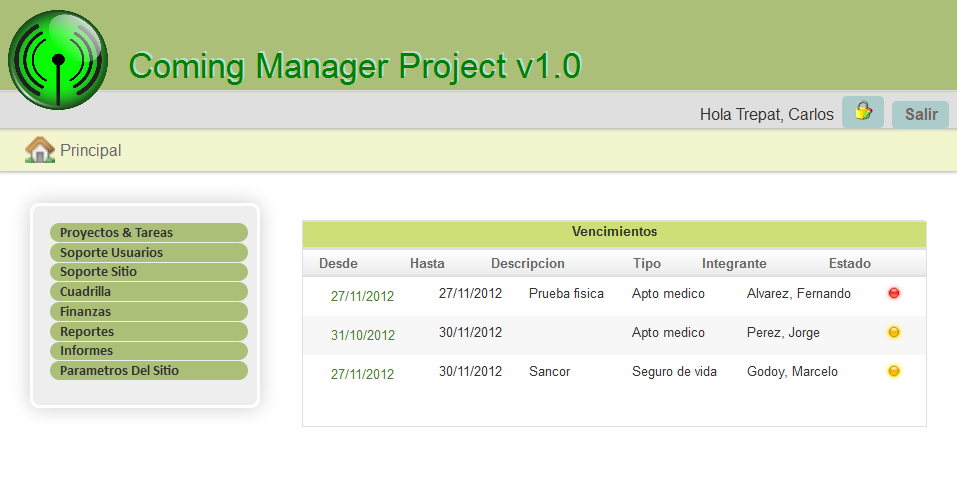 Coming Manager Project v1.0
Hola Trepat, Carlos Salir
Principal
Proyectos & Tareas
Soporte Usuarios
Soporte Sitio
Cuadrilla
Finanzas
Reportes
Informes
Parametros Del Sitio
Vencimientos
Desde Hasta Descripcion Tipo Integrante Estado
27/11/2012 27/11/2012 Prueba fisica Apto medico Alvarez, Fernando
31/10/2012 30/11/2012 Apto medico Perez, Jorge
27/11/2012 30/11/2012 Sancor Seguro de vida Godoy, Marcelo